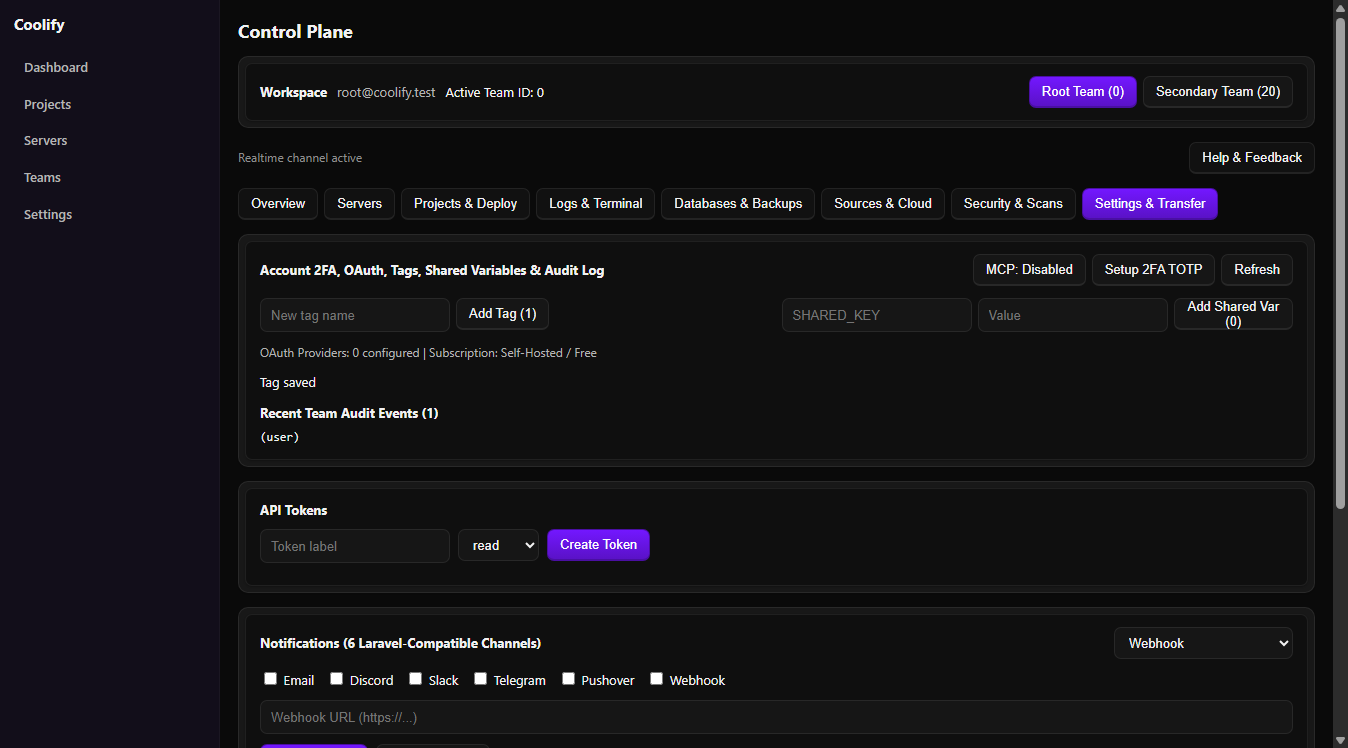 Coolify
Dashboard
Projects
Servers
Teams
Settings
Control Plane
Workspace root@coolify.test Active Team ID: 0
Root Team (0)
Secondary Team (20)
Realtime channel active
Help & Feedback
Overview
Servers
Projects & Deploy
Logs & Terminal
Databases & Backups
Sources & Cloud
Security & Scans
Settings & Transfer
Account 2FA, OAuth, Tags, Shared Variables & Audit Log
MCP: Disabled
Setup 2FA TOTP
Refresh
New tag name
Add Tag (1)
SHARED_KEY
Value
Add Shared Var
(0)
OAuth Providers: 0 configured | Subscription: Self-Hosted / Free
Tag saved
Recent Team Audit Events (1)
(user)
API Tokens
Token label
read
Create Token
Notifications (6 Laravel-Compatible Channels)
Webhook
Email
Discord
Slack
Telegram
Pushover
Webhook
Webhook URL (https://...)